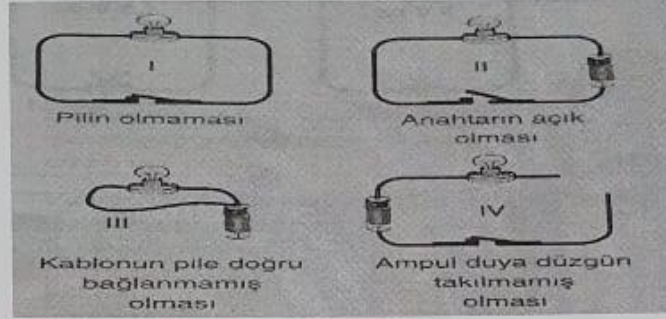 I
Pilin olmaması
II
Anahtarın açık
olması
III
Kablonun pile doğru
bağlanmamış
olması
IV
Ampul duya düzgün
takılmamış
olması